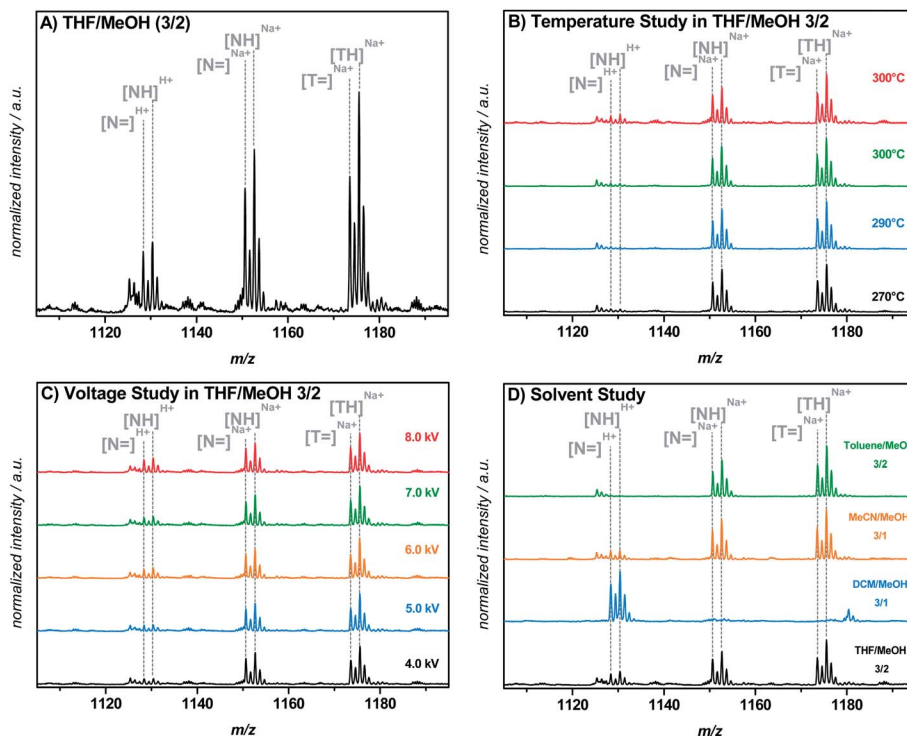 A) THF/MeOH (3/2)
[NH]Na+
[N=]Na+
[TH]Na+
[T=]Na+
[NH]H+
[N=]H+
normalized intensity / a.u.
1120 1140 1160 1180
m/z
B) Temperature Study in THF/MeOH 3/2
[NH]H+
[N=]H+
[NH]Na+
[N=]Na+
[TH]Na+
[T=]Na+
300°C
300°C
290°C
270°C
normalized intensity / a.u.
1120 1140 1160 1180
m/z
C) Voltage Study in THF/MeOH 3/2
[NH]H+
[N=]H+
[NH]Na+
[N=]Na+
[TH]Na+
[T=]Na+
8.0 kV
7.0 kV
6.0 kV
5.0 kV
4.0 kV
normalized intensity / a.u.
1120 1140 1160 1180
m/z
D) Solvent Study
[NH]H+
[N=]H+
[NH]Na+
[N=]Na+
[TH]Na+
[T=]Na+
Toluene/MeO
3/2
MeCN/MeOH
3/1
DCM/MeOH
3/1
THF/MeOH
3/2
normalized intensity / a.u.
1120 1140 1160 1180
m/z